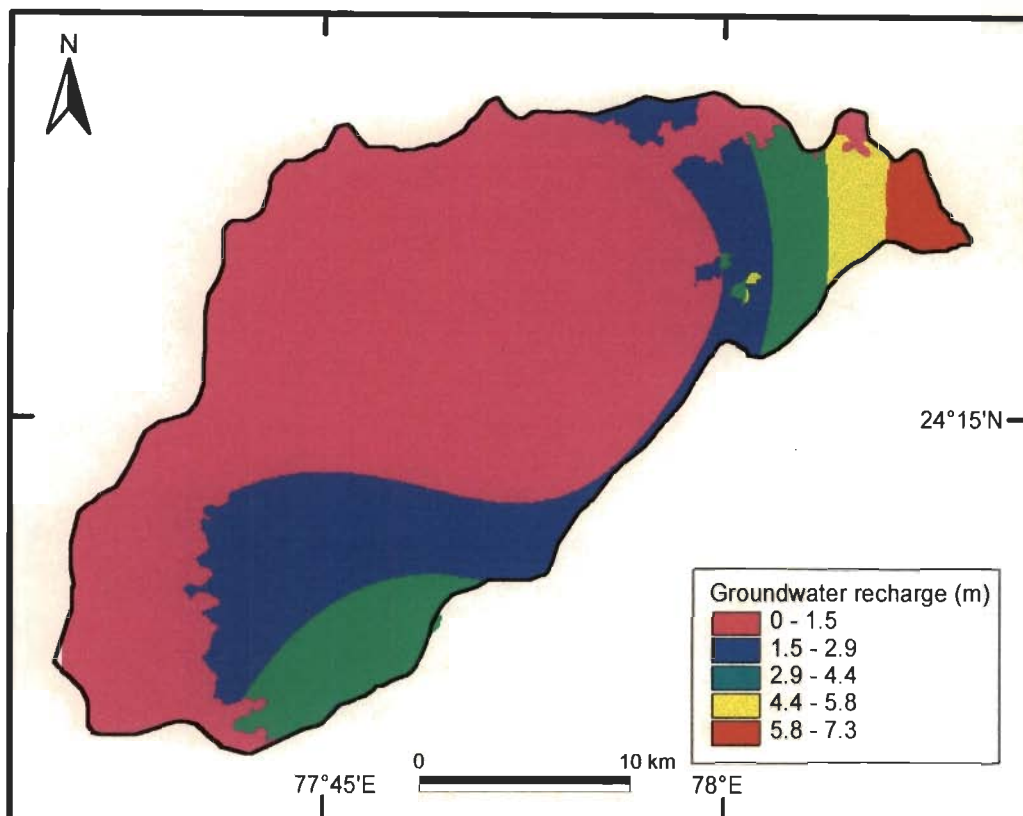 N
24°15'N
Groundwater recharge (m)
0 - 1.5
1.5 - 2.9
2.9 - 4.4
4.4 - 5.8
5.8 - 7.3
0 10 km
77°45'E 78°E